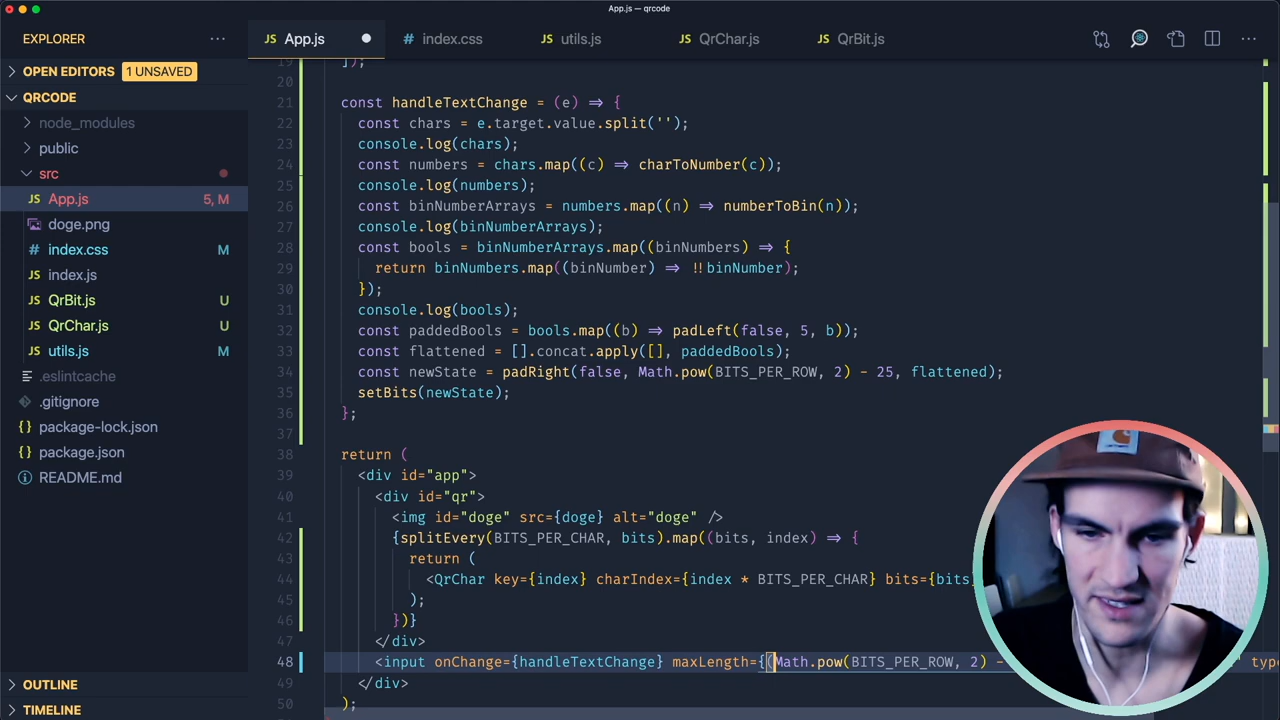 App.js — qrcode
EXPLORER
App.js
index.css
utils.js
QrChar.js
QrBit.js
OPEN EDITORS 1 UNSAVED
QRCODE
node_modules
public
src
App.js 5, M
doge.png
index.css M
index.js
QrBit.js U
QrChar.js U
utils.js M
.eslintcache
.gitignore
package-lock.json
package.json
README.md
OUTLINE
TIMELINE
19 ]);
20
21 const handleTextChange = (e) => {
22 const chars = e.target.value.split('');
23 console.log(chars);
24 const numbers = chars.map((c) => charToNumber(c));
25 console.log(numbers);
26 const binNumberArrays = numbers.map((n) => numberToBin(n));
27 console.log(binNumberArrays);
28 const bools = binNumberArrays.map((binNumbers) => {
29 return binNumbers.map((binNumber) => !!binNumber);
30 });
31 console.log(bools);
32 const paddedBools = bools.map((b) => padLeft(false, 5, b));
33 const flattened = [].concat.apply([], paddedBools);
34 const newState = padRight(false, Math.pow(BITS_PER_ROW, 2) - 25, flattened);
35 setBits(newState);
36 };
37
38 return (
39 <div id="app">
40 <div id="qr">
41 <img id="doge" src={doge} alt="doge" />
42 {splitEvery(BITS_PER_CHAR, bits).map((bits, index) => {
43 return (
44 <QrChar key={index} charIndex={index * BITS_PER_CHAR} bits={bits
45 );
46 })}
47 </div>
48 <input onChange={handleTextChange} maxLength={(Math.pow(BITS_PER_ROW, 2) - " typ
49 </div>
50 );